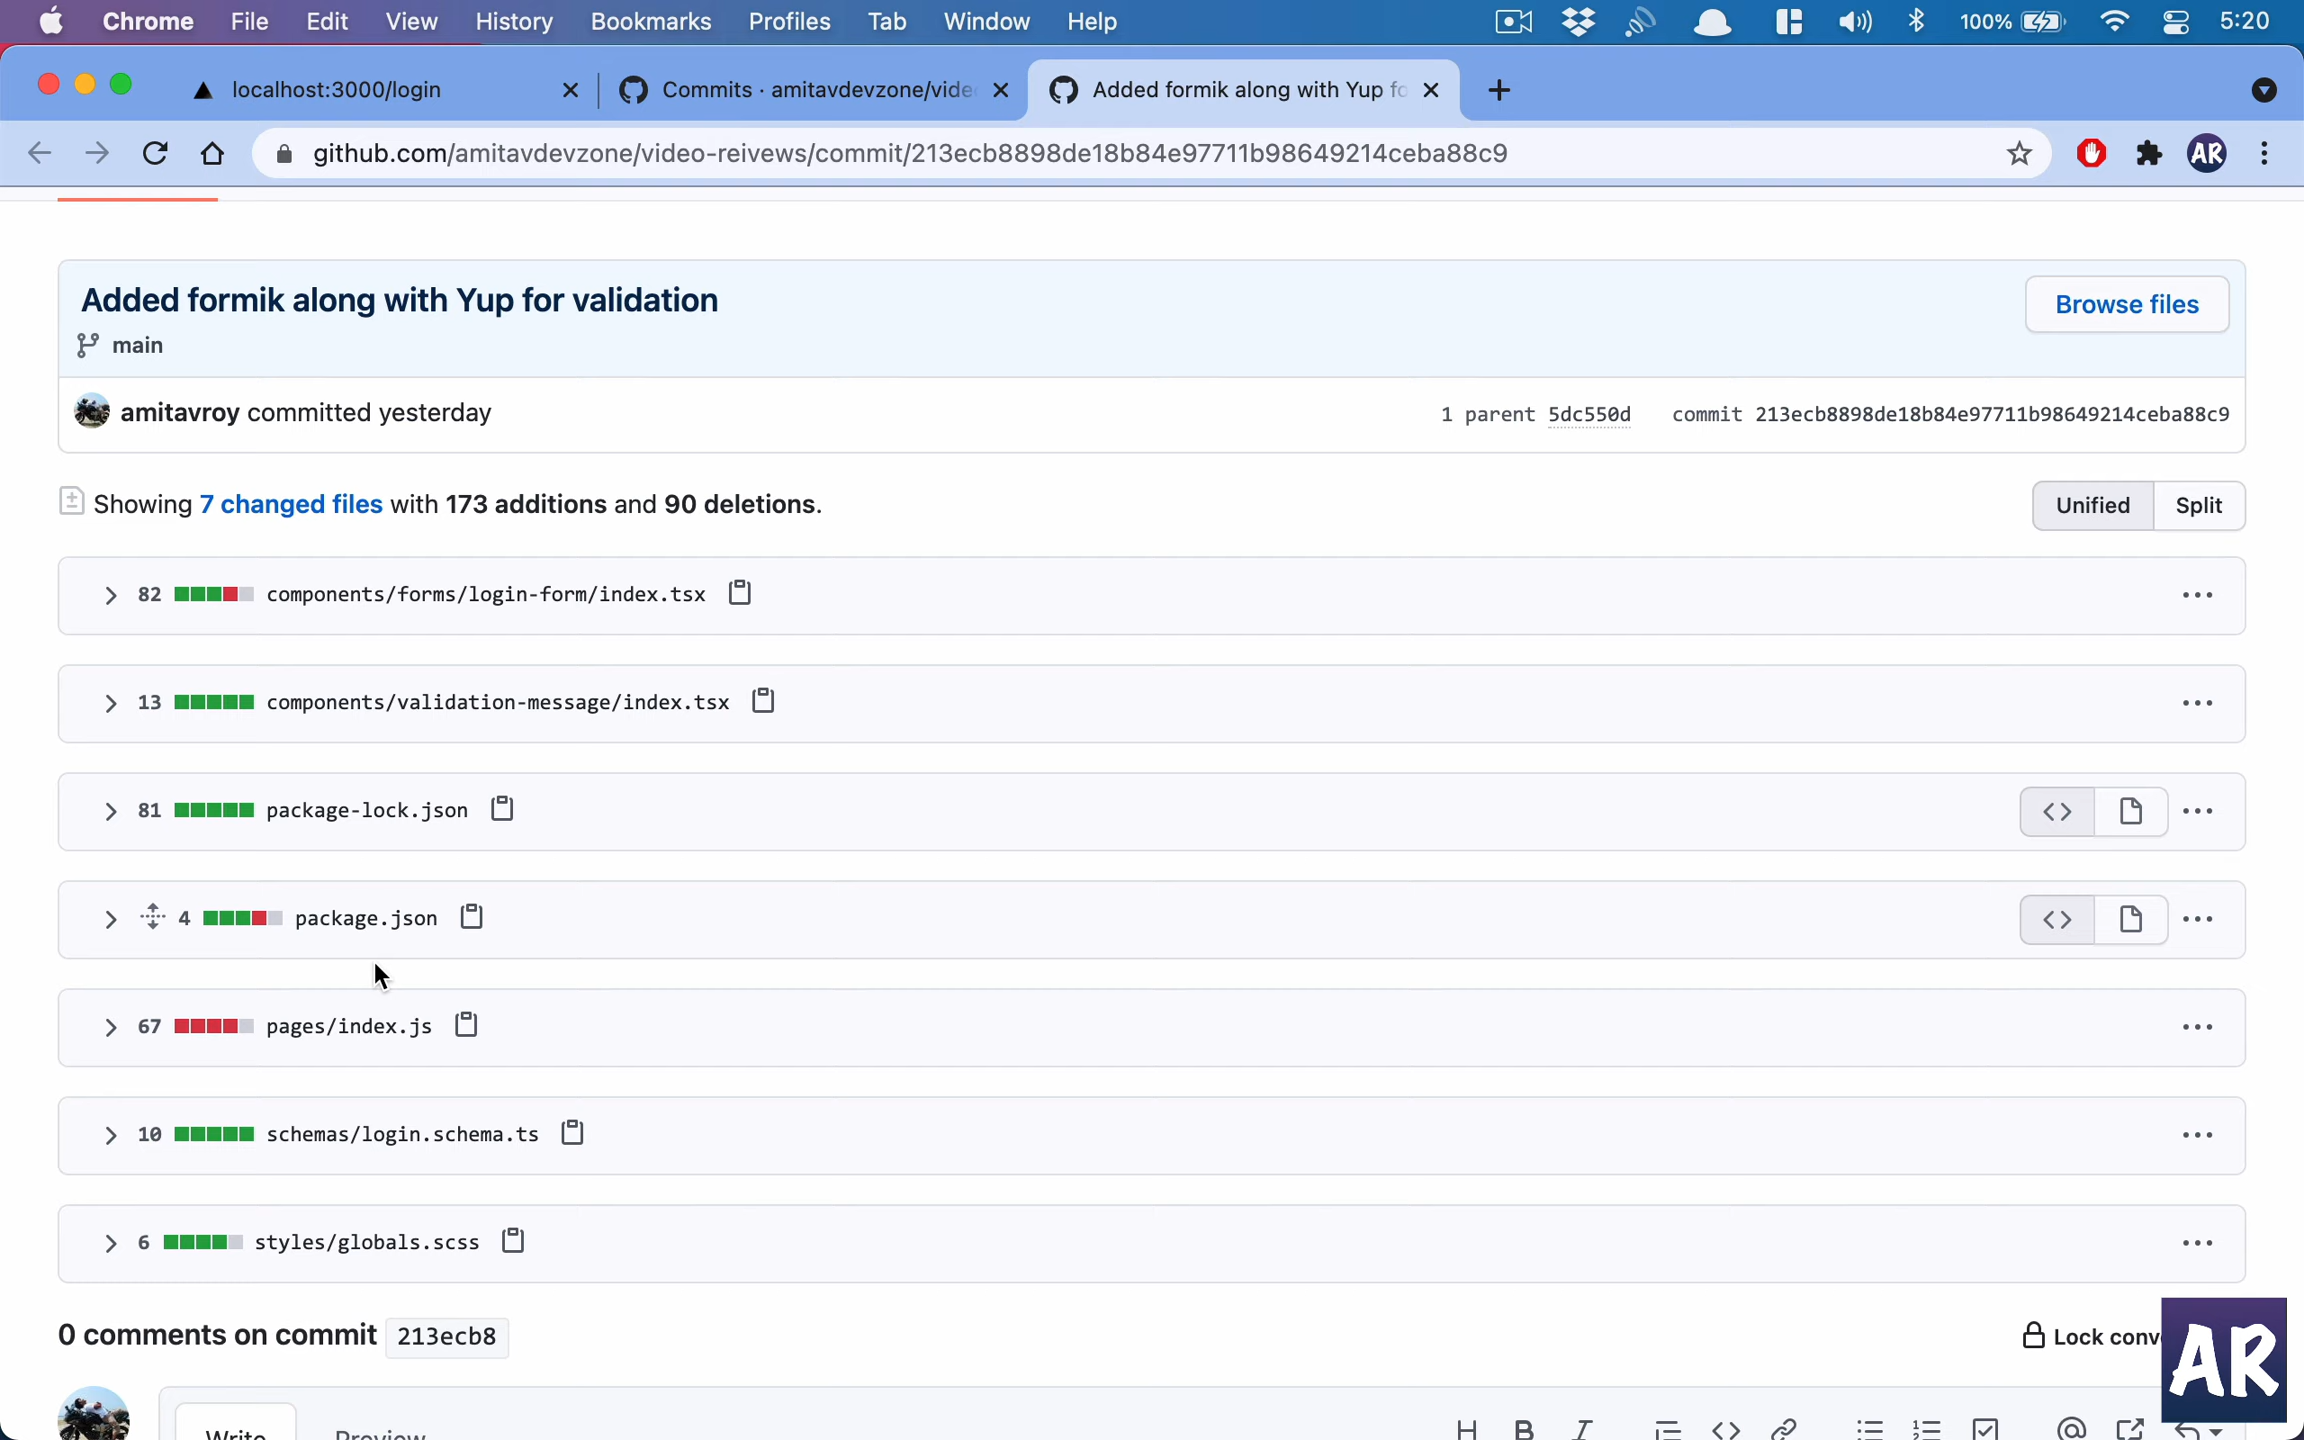 Chrome File Edit View History Bookmarks Profiles Tab Window Help 100% 5:20
localhost:3000/login Commits · amitavdevzone/vide Added formik along with Yup fo
github.com/amitavdevzone/video-reivews/commit/213ecb8898de18b84e97711b98649214ceba88c9 AR
Added formik along with Yup for validation
Browse files
main
amitavroy committed yesterday 1 parent 5dc550d commit 213ecb8898de18b84e97711b98649214ceba88c9
Showing 7 changed files with 173 additions and 90 deletions. Unified Split
82 components/forms/login-form/index.tsx
13 components/validation-message/index.tsx
81 package-lock.json
4 package.json
67 pages/index.js
10 schemas/login.schema.ts
6 styles/globals.scss
0 comments on commit 213ecb8 Lock conv
AR
Write Preview